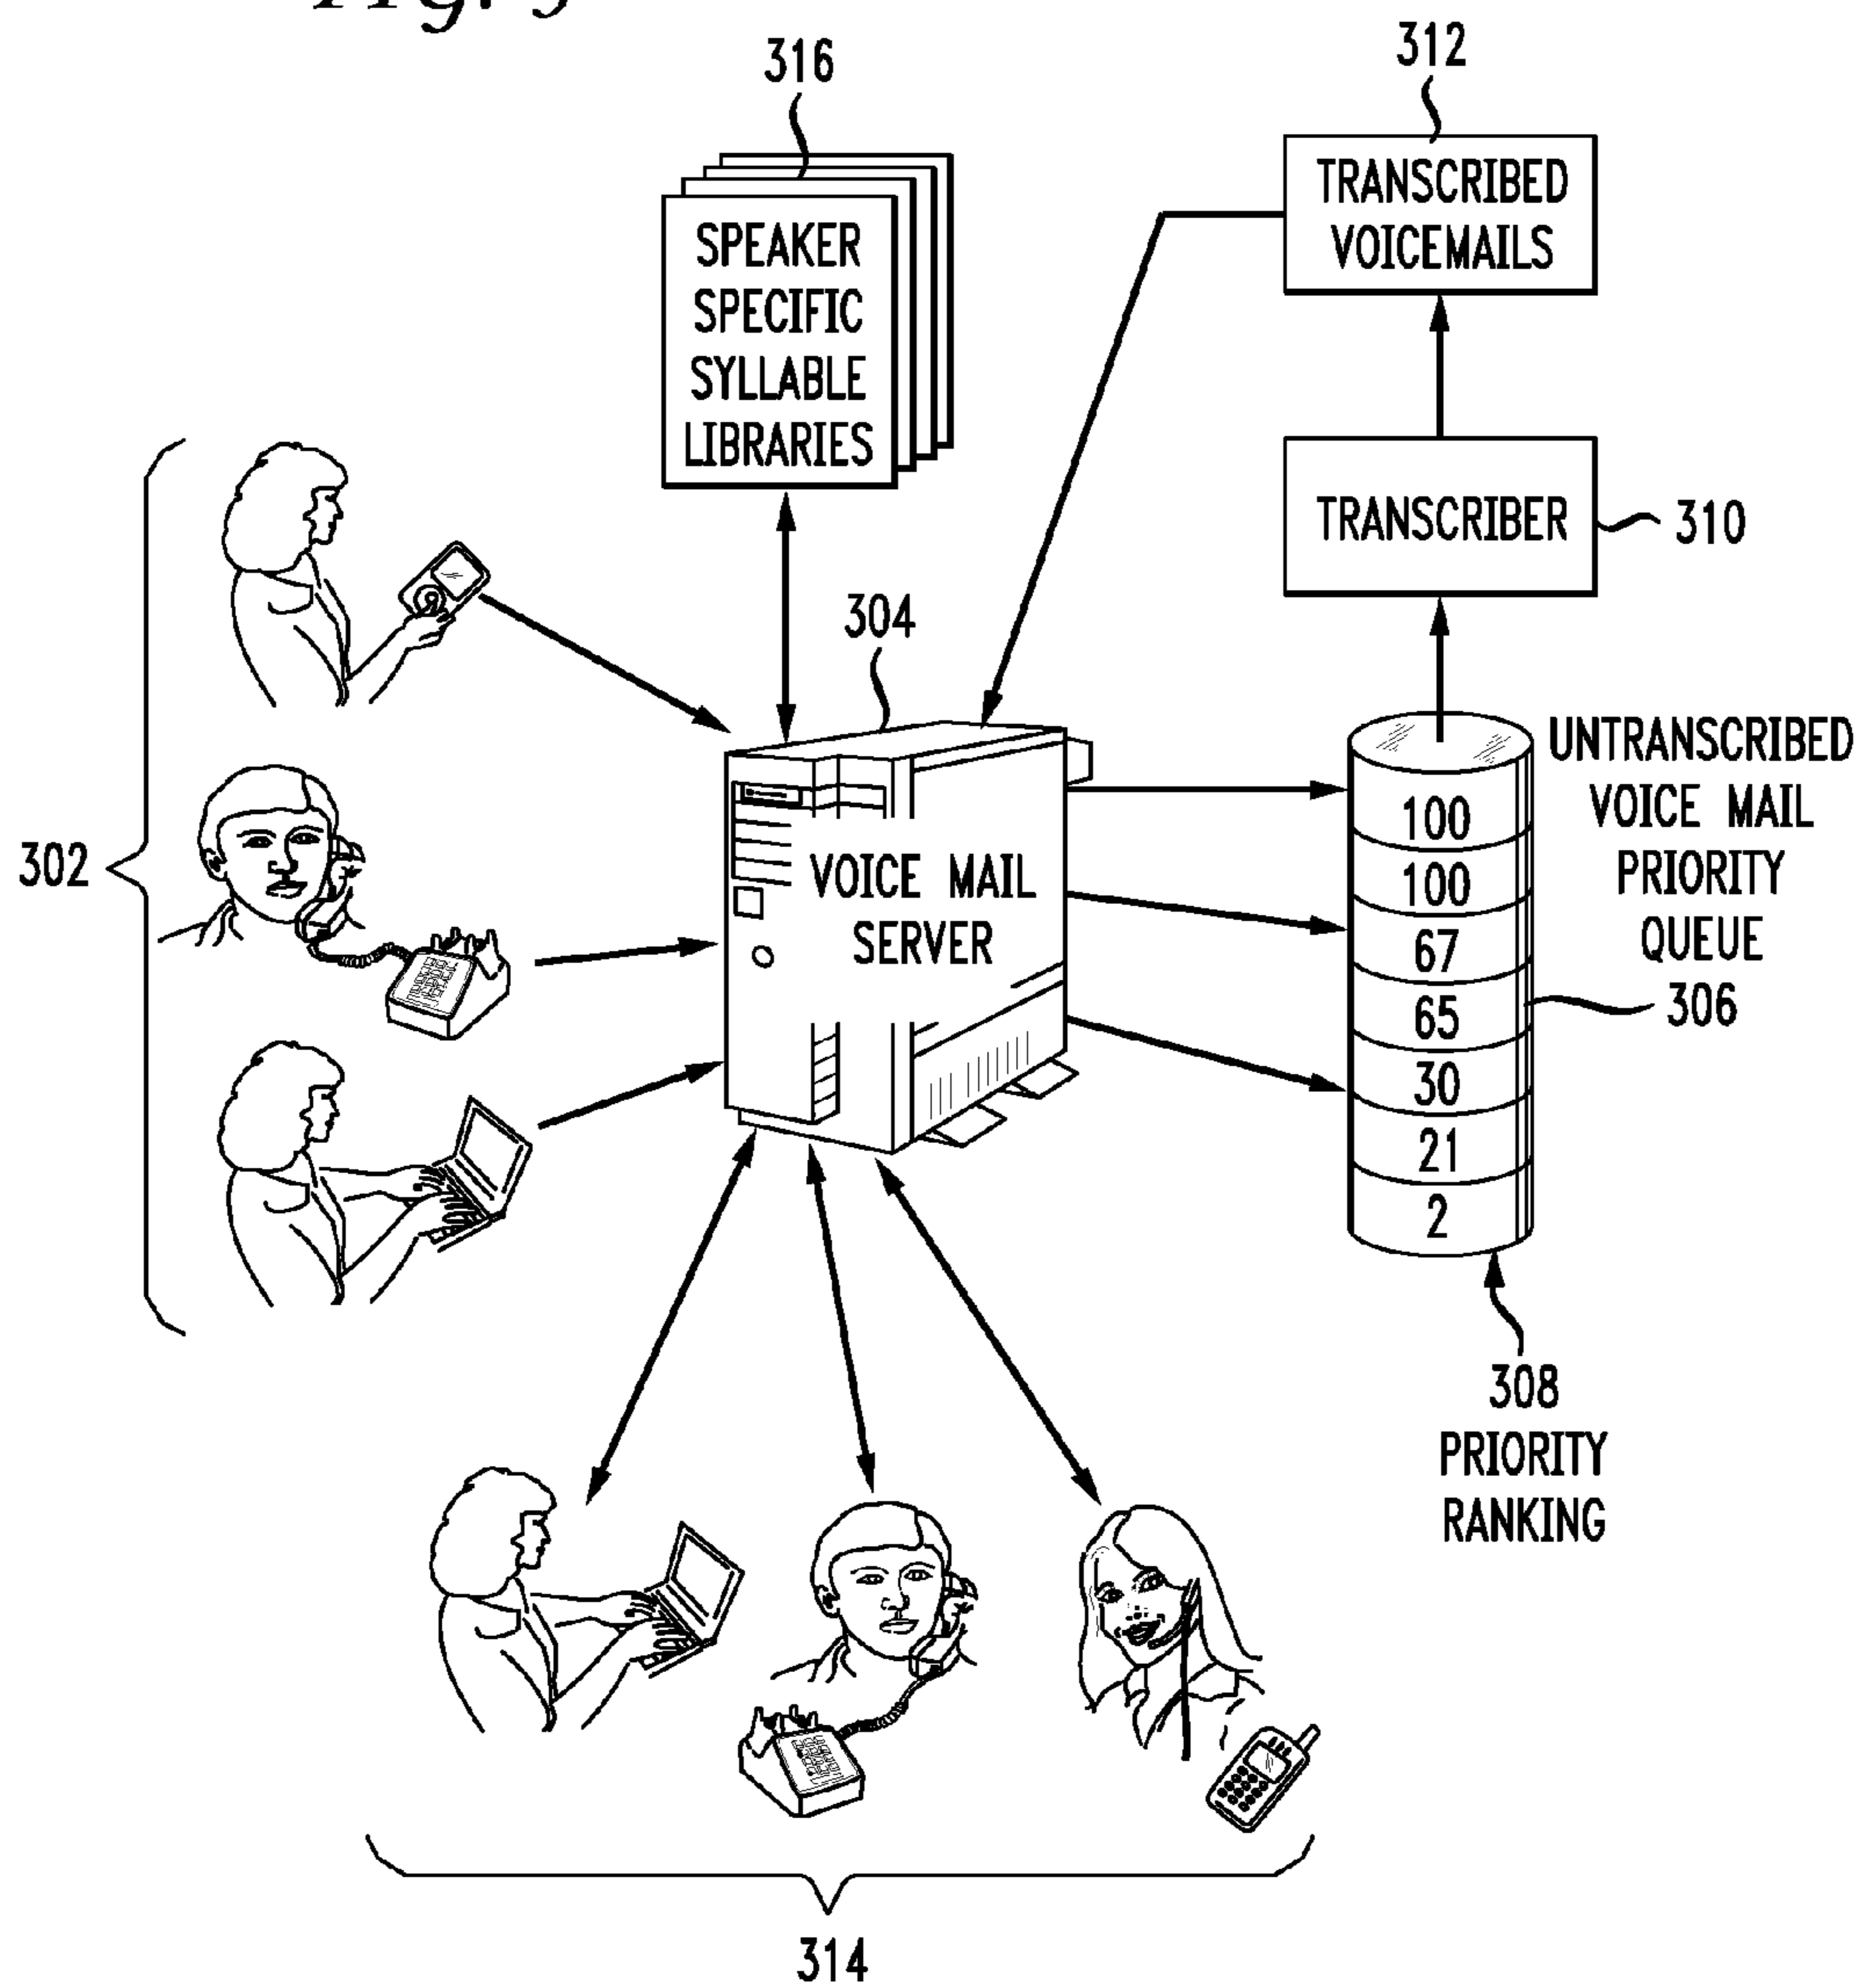 316
312
TRANSCRIBED
VOICEMAILS
SPEAKER
SPECIFIC
SYLLABLE
LIBRARIES
TRANSCRIBER
310
304
UNTRANSCRIBED
VOICE MAIL
PRIORITY
QUEUE
306
302
VOICE MAIL
SERVER
100
100
67
65
30
21
2
308
PRIORITY
RANKING
314